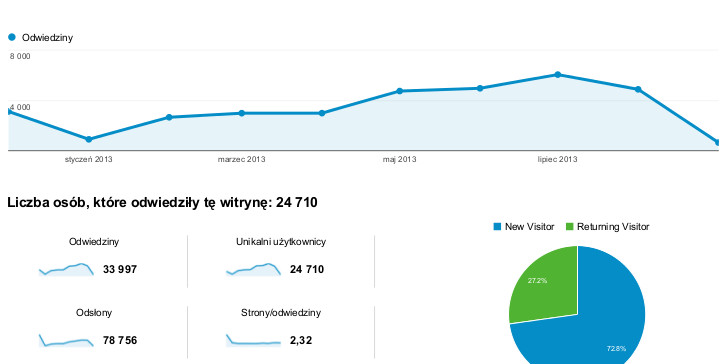 Odwiedziny
8 000
4 000
styczeń 2013 marzec 2013 maj 2013 lipiec 2013
Liczba osób, które odwiedziły tę witrynę: 24 710
New Visitor Returning Visitor
Odwiedziny Unikalni użytkownicy
33 997 24 710
27.2%
Odsłony Strony/odwiedziny
78 756 2,32
72.8%